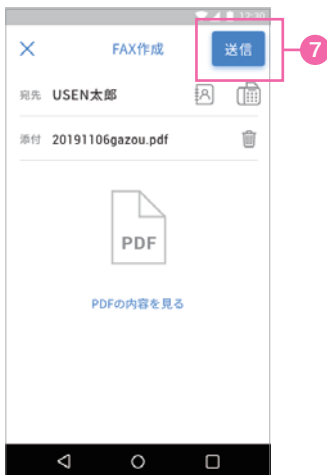 12:30
FAX作成
送信
7
宛先 USEN太郎
添付 20191106gazou.pdf
PDF
PDFの内容を見る